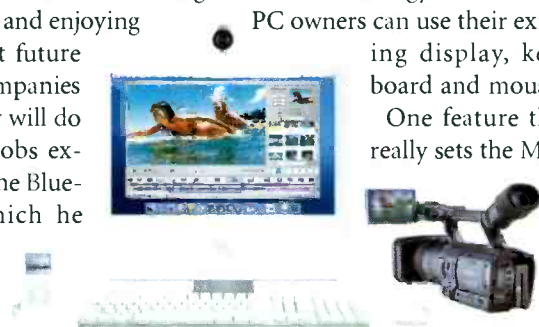 and enjoying
t future
mpanies
will do
obs ex-
he Blue-
hich he
PC owners can use their ex
ing display, ke
board and mous
One feature th
really sets the M